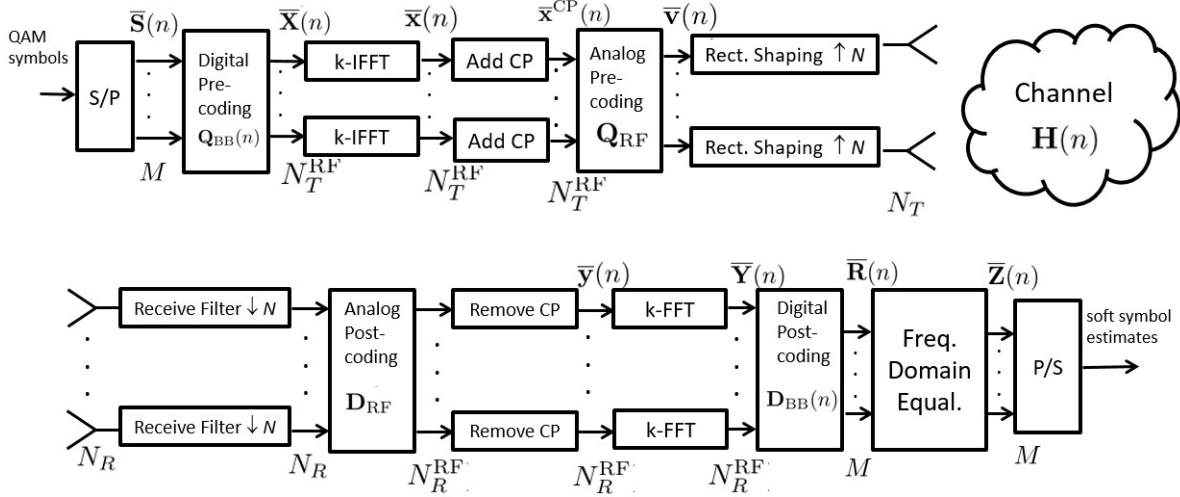 QAM
symbols
S/P
S̅(n)
M
Digital
Pre-
coding
Q_BB(n)
X̅(n)
N_T^RF
k-IFFT
k-IFFT
x̅(n)
N_T^RF
Add CP
Add CP
x̅^CP(n)
N_T^RF
Analog
Pre-
coding
Q_RF
v̅(n)
Rect. Shaping ↑ N
Rect. Shaping ↑ N
N_T
Channel
H(n)
N_R
Receive Filter ↓ N
Receive Filter ↓ N
N_R
Analog
Post-
coding
D_RF
N_R^RF
Remove CP
Remove CP
y̅(n)
N_R^RF
k-FFT
k-FFT
Y̅(n)
N_R^RF
Digital
Post-
coding
D_BB(n)
R̅(n)
M
Freq.
Domain
Equal.
Z̅(n)
M
P/S
soft symbol
estimates